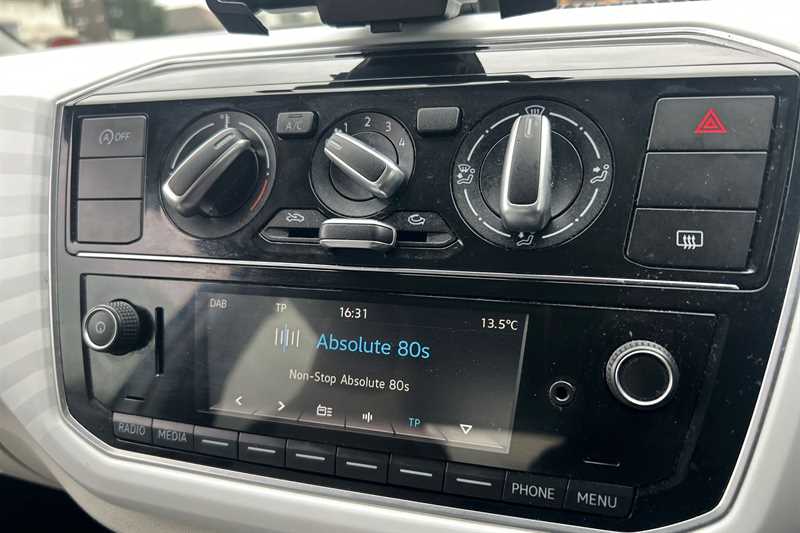 OFF
A/C
1 2 3 4
DAB TP 16:31 13.5°C
Absolute 80s
Non-Stop Absolute 80s
TP
RADIO MEDIA PHONE MENU